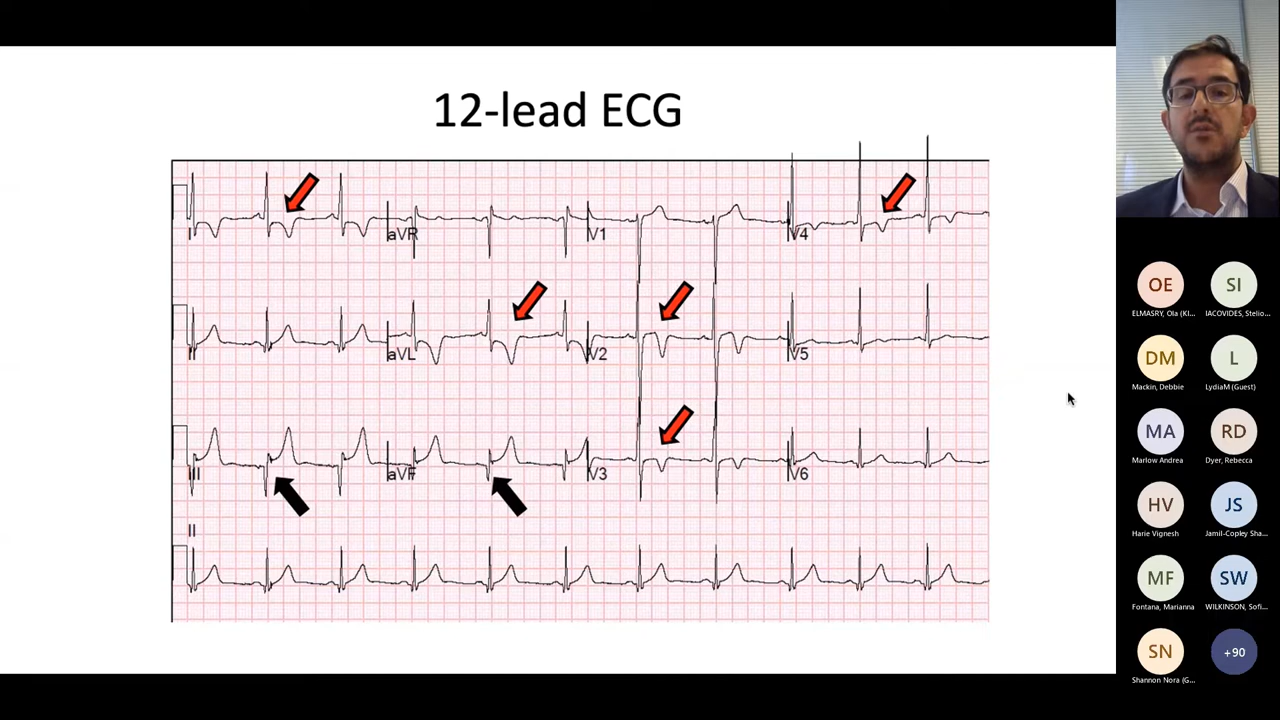 12-lead ECG
I
aVR
V1
V4
II
aVL
V2
V5
III
aVF
V3
V6
II
OE
SI
ELMASRY, Ola (KI...
IACOVIDES, Stelio...
DM
L
Mackin, Debbie
LydiaM (Guest)
MA
RD
Marlow Andrea
Dyer, Rebecca
HV
JS
Harie Vignesh
Jamil-Copley Sha...
MF
SW
Fontana, Marianna
WILKINSON, Sofi...
SN
+90
Shannon Nora (G...